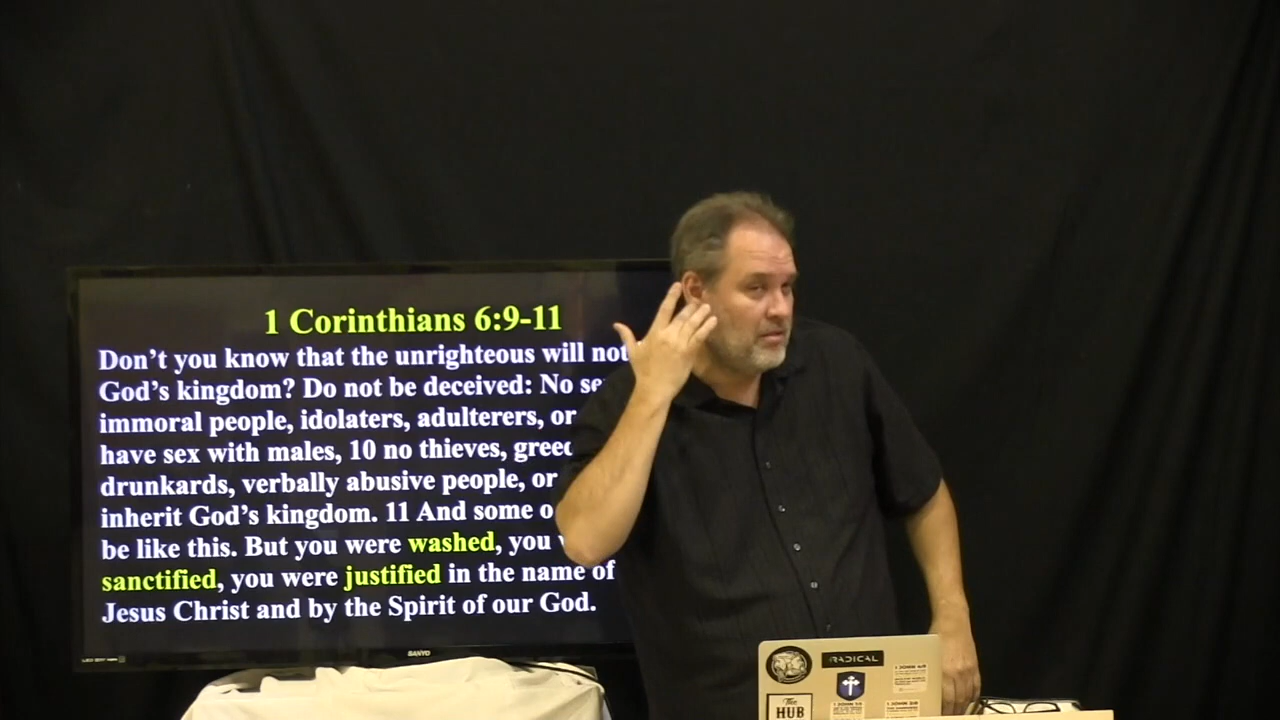 1 Corinthians 6:9-11
Don't you know that the unrighteous will not
God's kingdom? Do not be deceived: No
immoral people, idolaters, adulterers, or
have sex with males, 10 no thieves,
drunkards, verbally abusive people, or
inherit God's kingdom. 11 And some
be like this. But you were washed, you
sanctified, you were justified in the name of
Jesus Christ and by the Spirit of our God.
SANYO
RADICAL
The
HUB